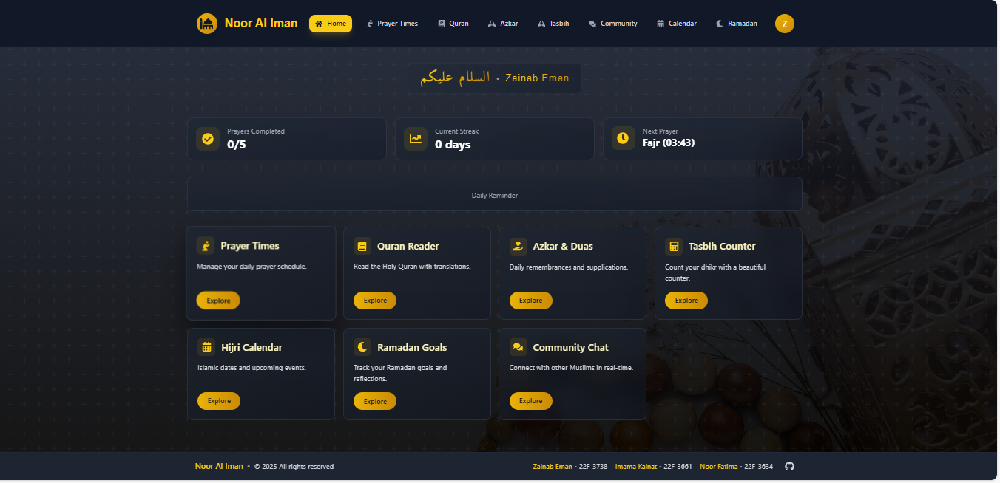 Noor Al Iman Home Prayer Times Quran Azkar Tasbih Community Calendar Ramadan Z
السلام عليكم • Zainab Eman
Prayers Completed
0/5
Current Streak
0 days
Next Prayer
Fajr (03:43)
Daily Reminder
Prayer Times
Manage your daily prayer schedule.
Explore
Quran Reader
Read the Holy Quran with translations.
Explore
Azkar & Duas
Daily remembrances and supplications.
Explore
Tasbih Counter
Count your dhikr with a beautiful
counter.
Explore
Hijri Calendar
Islamic dates and upcoming events.
Explore
Ramadan Goals
Track your Ramadan goals and
reflections.
Explore
Community Chat
Connect with other Muslims in real-time.
Explore
Noor Al Iman • © 2025 All rights reserved Zainab Eman - 22F-3738 Imama Kainat - 22F-3661 Noor Fatima - 22F-3634